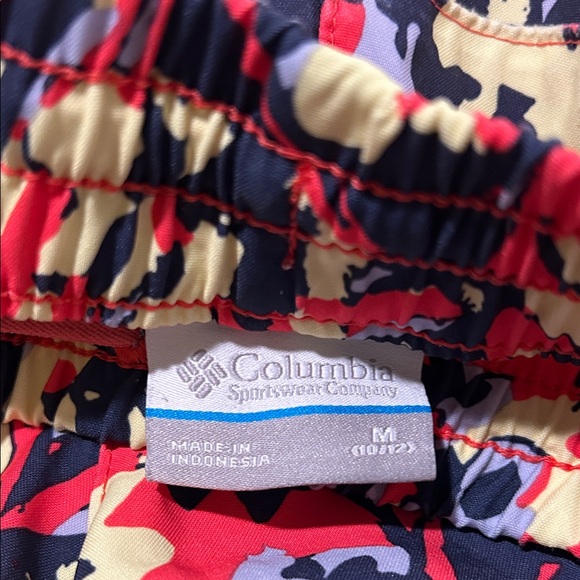 Columbia
Sportswear Company
MADE IN
INDONESIA
M
(10/12)